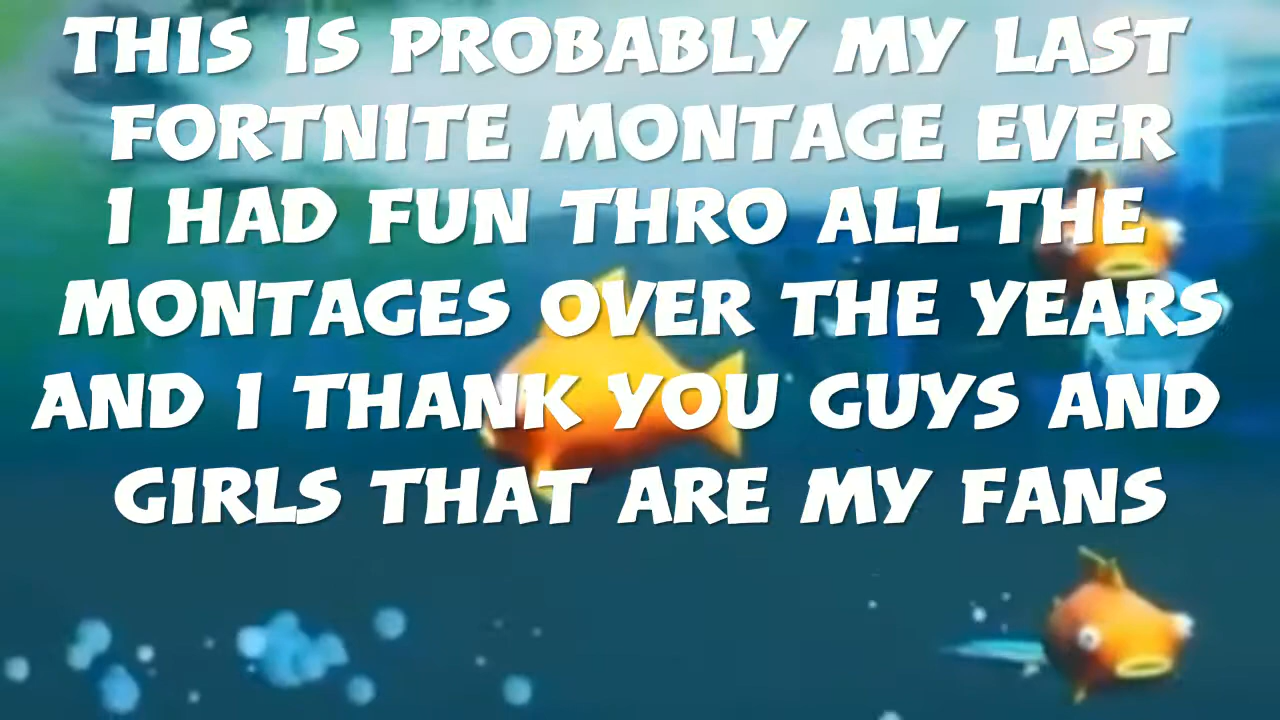 THIS IS PROBABLY MY LAST
FORTNITE MONTAGE EVER
I HAD FUN THRO ALL THE
MONTAGES OVER THE YEARS
AND I THANK YOU GUYS AND
GIRLS THAT ARE MY FANS